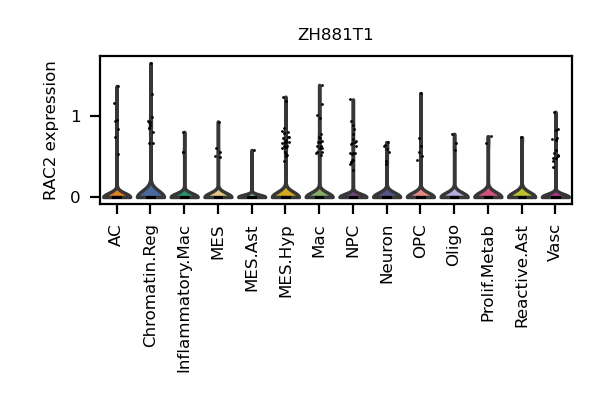 ZH881T1
RAC2 expression
1
0
AC
Chromatin.Reg
Inflammatory.Mac
MES
MES.Ast
MES.Hyp
Mac
NPC
Neuron
OPC
Oligo
Prolif.Metab
Reactive.Ast
Vasc